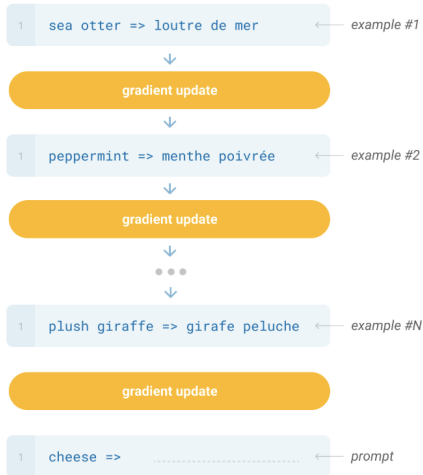 1 sea otter => loutre de mer example #1
gradient update
1 peppermint => menthe poivrée example #2
gradient update
1 plush giraffe => girafe peluche example #N
gradient update
1 cheese => prompt